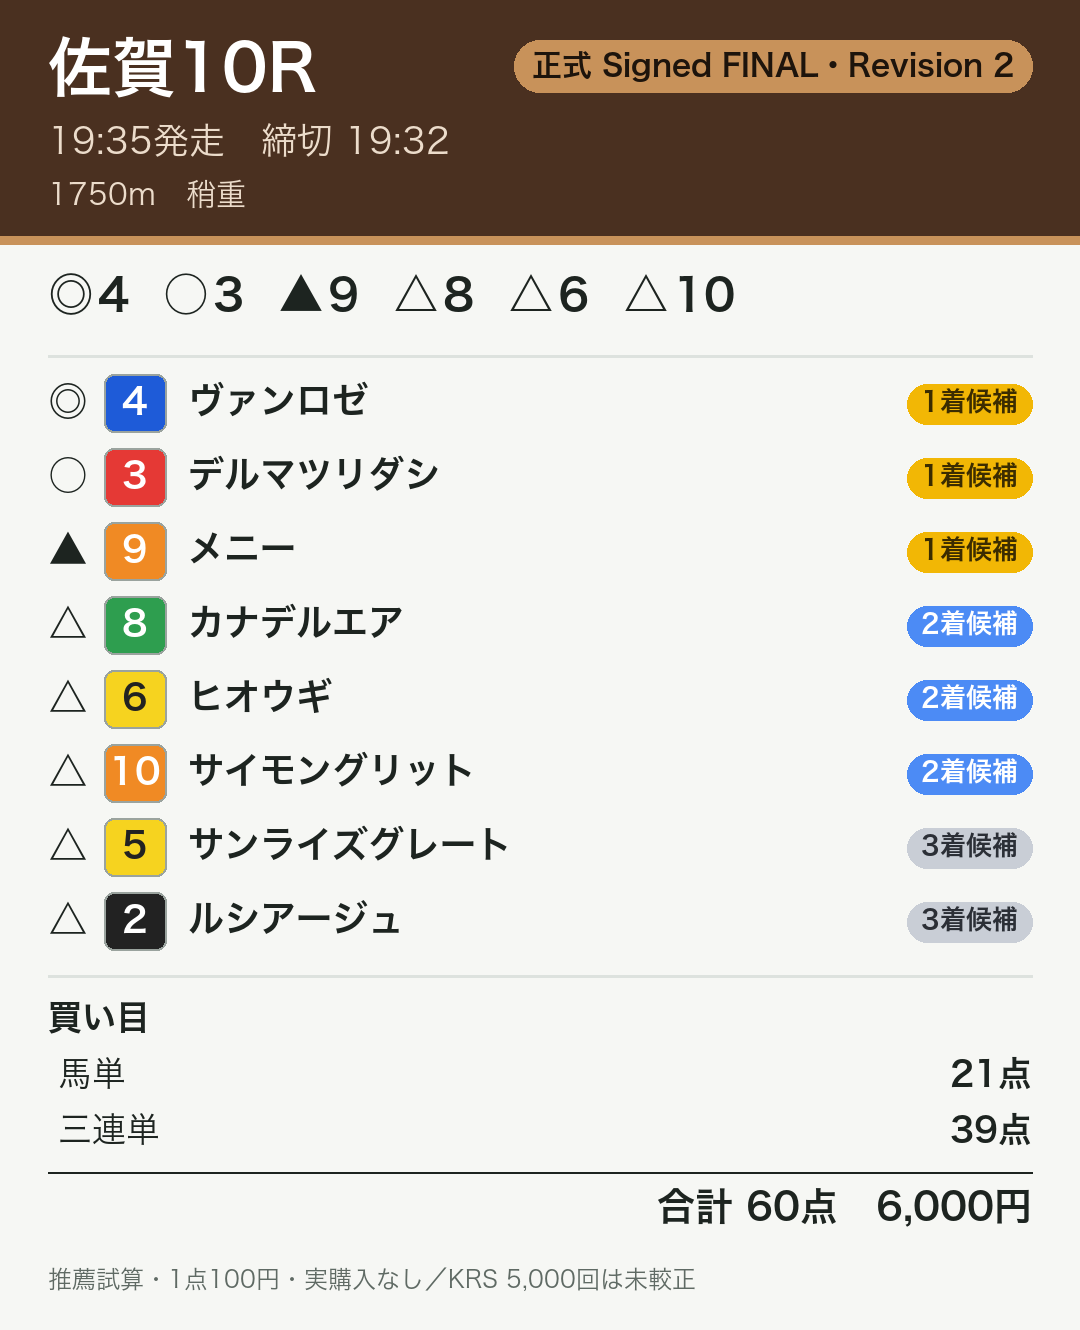 佐賀10R
正式 Signed FINAL・Revision 2
19:35発走　締切 19:32
1750m　稍重
◎4 ○3 ▲9 △8 △6 △10
◎ 4 ヴァンロゼ 1着候補
○ 3 デルマツリダシ 1着候補
▲ 9 メニー 1着候補
△ 8 カナデルエア 2着候補
△ 6 ヒオウギ 2着候補
△ 10 サイモングリット 2着候補
△ 5 サンライズグレート 3着候補
△ 2 ルシアージュ 3着候補
買い目
馬単 21点
三連単 39点
合計 60点　6,000円
推薦試算・1点100円・実購入なし／KRS 5,000回は未較正